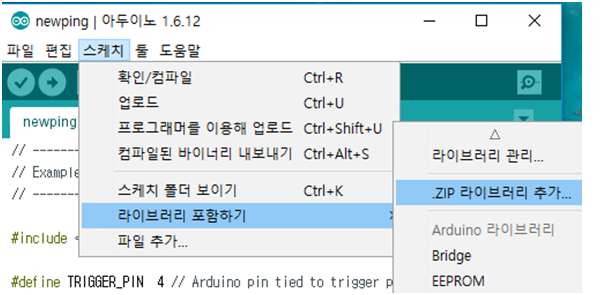 newping | 아두이노 1.6.12
파일 편집 스케치 툴 도움말
확인/컴파일 Ctrl+R
업로드 Ctrl+U
프로그래머를 이용해 업로드 Ctrl+Shift+U
컴파일된 바이너리 내보내기 Ctrl+Alt+S
스케치 폴더 보이기 Ctrl+K
라이브러리 포함하기
파일 추가...
라이브러리 관리...
.ZIP 라이브러리 추가...
Arduino 라이브러리
Bridge
EEPROM
newping
// -------
// Example
// -------
#include <
#define TRIGGER_PIN 4 // Arduino pin tied to trigger p